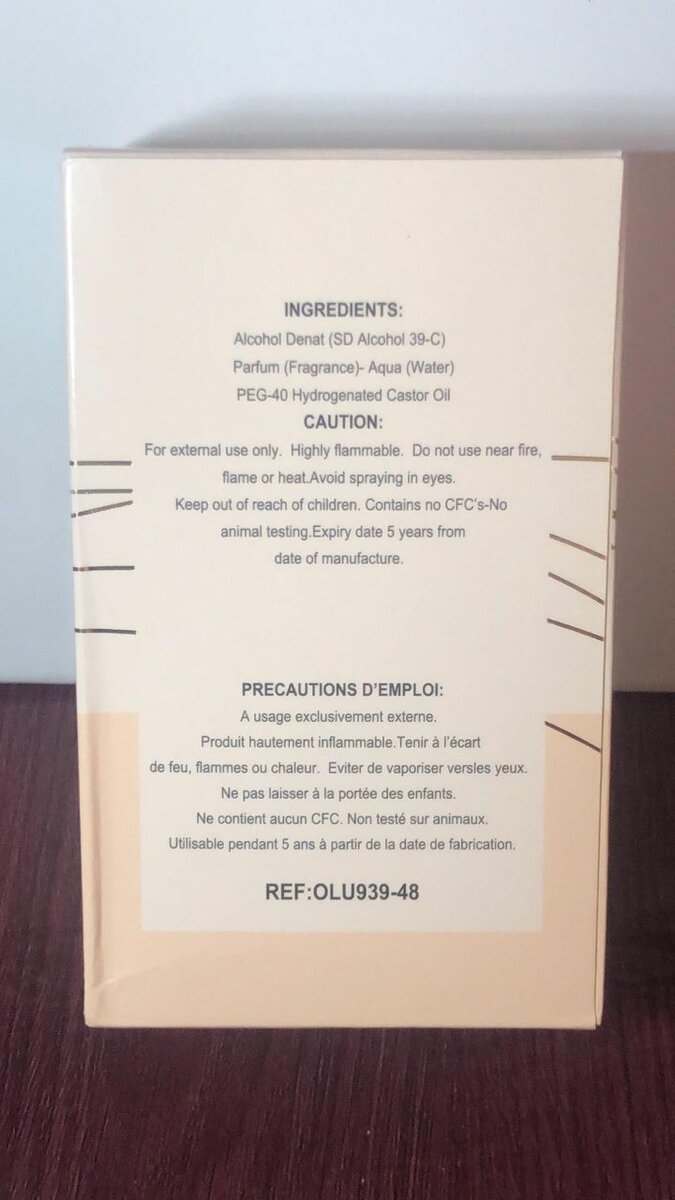 INGREDIENTS:
Alcohol Denat (SD Alcohol 39-C)
Parfum (Fragrance)- Aqua (Water)
PEG-40 Hydrogenated Castor Oil
CAUTION:
For external use only. Highly flammable. Do not use near fire,
flame or heat.Avoid spraying in eyes.
Keep out of reach of children. Contains no CFC's-No
animal testing.Expiry date 5 years from
date of manufacture.
PRECAUTIONS D'EMPLOI:
A usage exclusivement externe.
Produit hautement inflammable.Tenir à l'écart
de feu, flammes ou chaleur. Eviter de vaporiser versles yeux.
Ne pas laisser à la portée des enfants.
Ne contient aucun CFC. Non testé sur animaux.
Utilisable pendant 5 ans à partir de la date de fabrication.
REF:OLU939-48